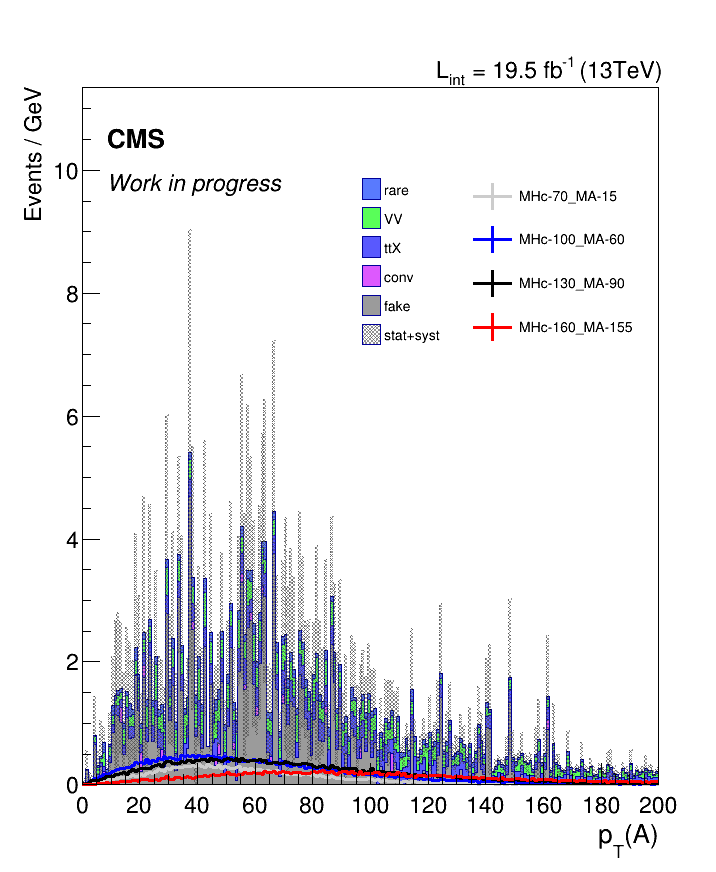 L_int = 19.5 fb^-1 (13TeV)
Events / GeV
CMS
Work in progress
rare
VV
ttX
conv
fake
stat+syst
MHc-70_MA-15
MHc-100_MA-60
MHc-130_MA-90
MHc-160_MA-155
10
8
6
4
2
0
0 20 40 60 80 100 120 140 160 180 200
p_T(A)